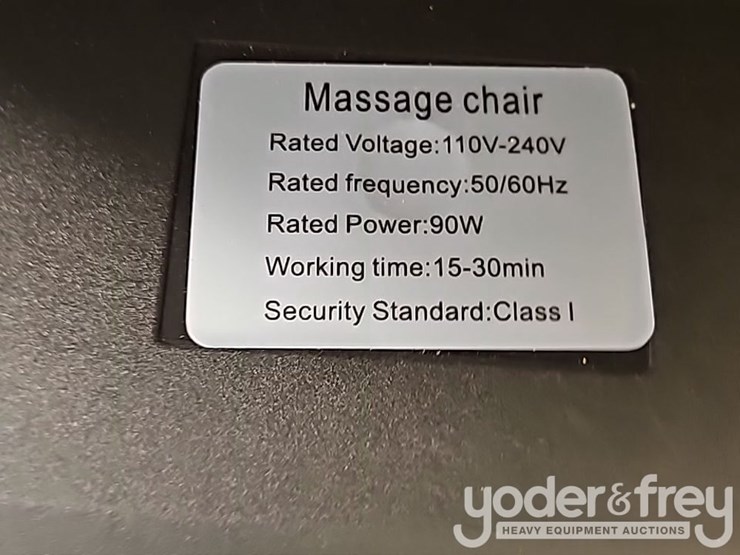 Massage chair
Rated Voltage:110V-240V
Rated frequency:50/60Hz
Rated Power:90W
Working time:15-30min
Security Standard:Class I
yoder&frey
HEAVY EQUIPMENT AUCTIONS